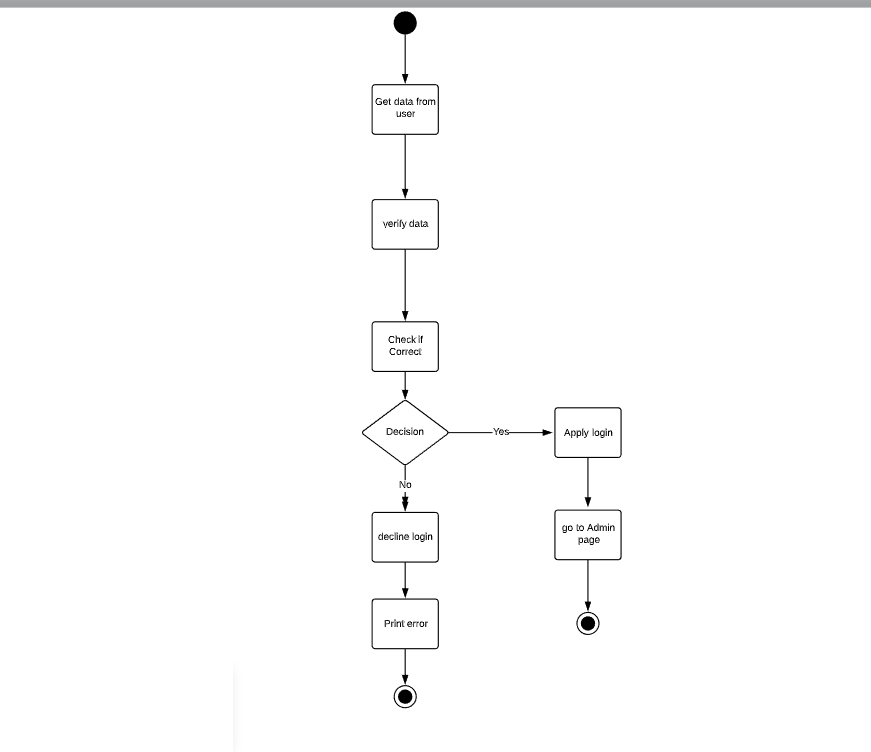 Get data from
user
verify data
Check if
Correct
Decision
Yes
Apply login
No
go to Admin
page
decline login
Print error